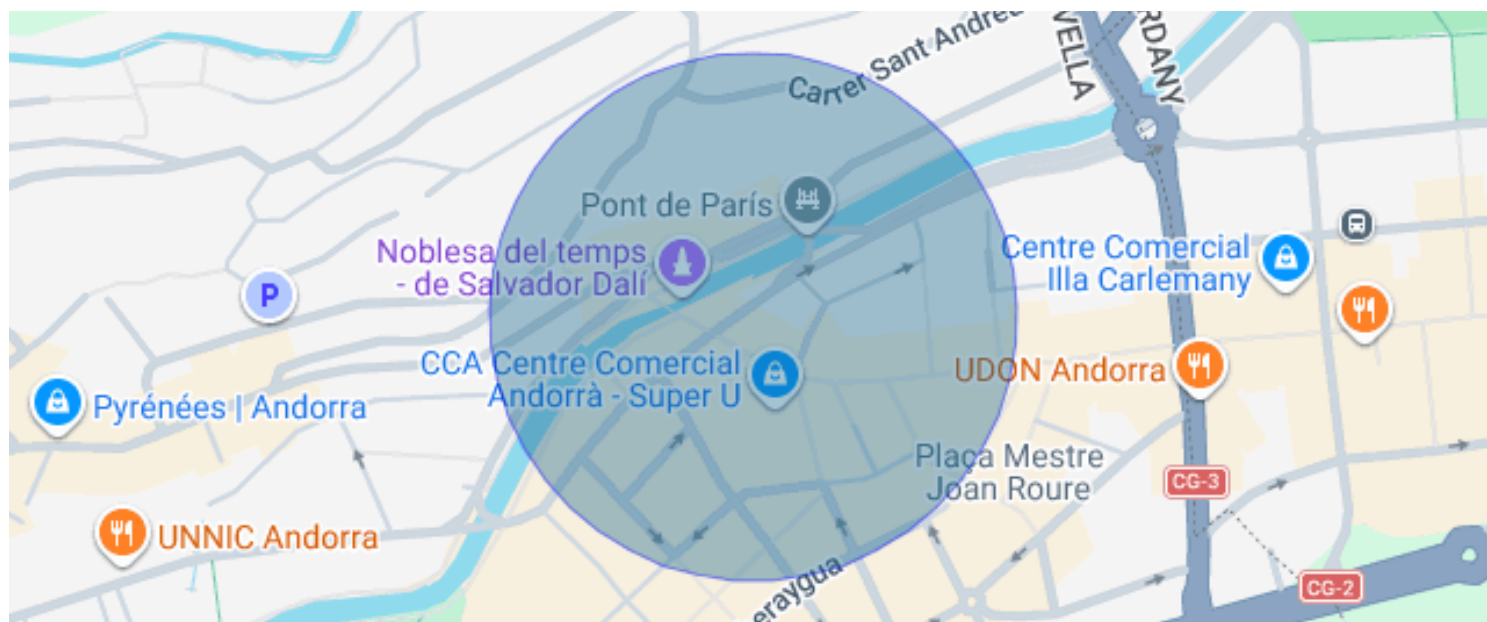 Carrer Sant Andreu
VELLA
RDANY
Pont de París
Noblesa del temps
- de Salvador Dalí
Centre Comercial
Illa Carlemany
P
CCA Centre Comercial
Andorrà - Super U
UDON Andorra
Pyrénées | Andorra
Plaça Mestre
Joan Roure
CG-3
UNNIC Andorra
eraygua
CG-2